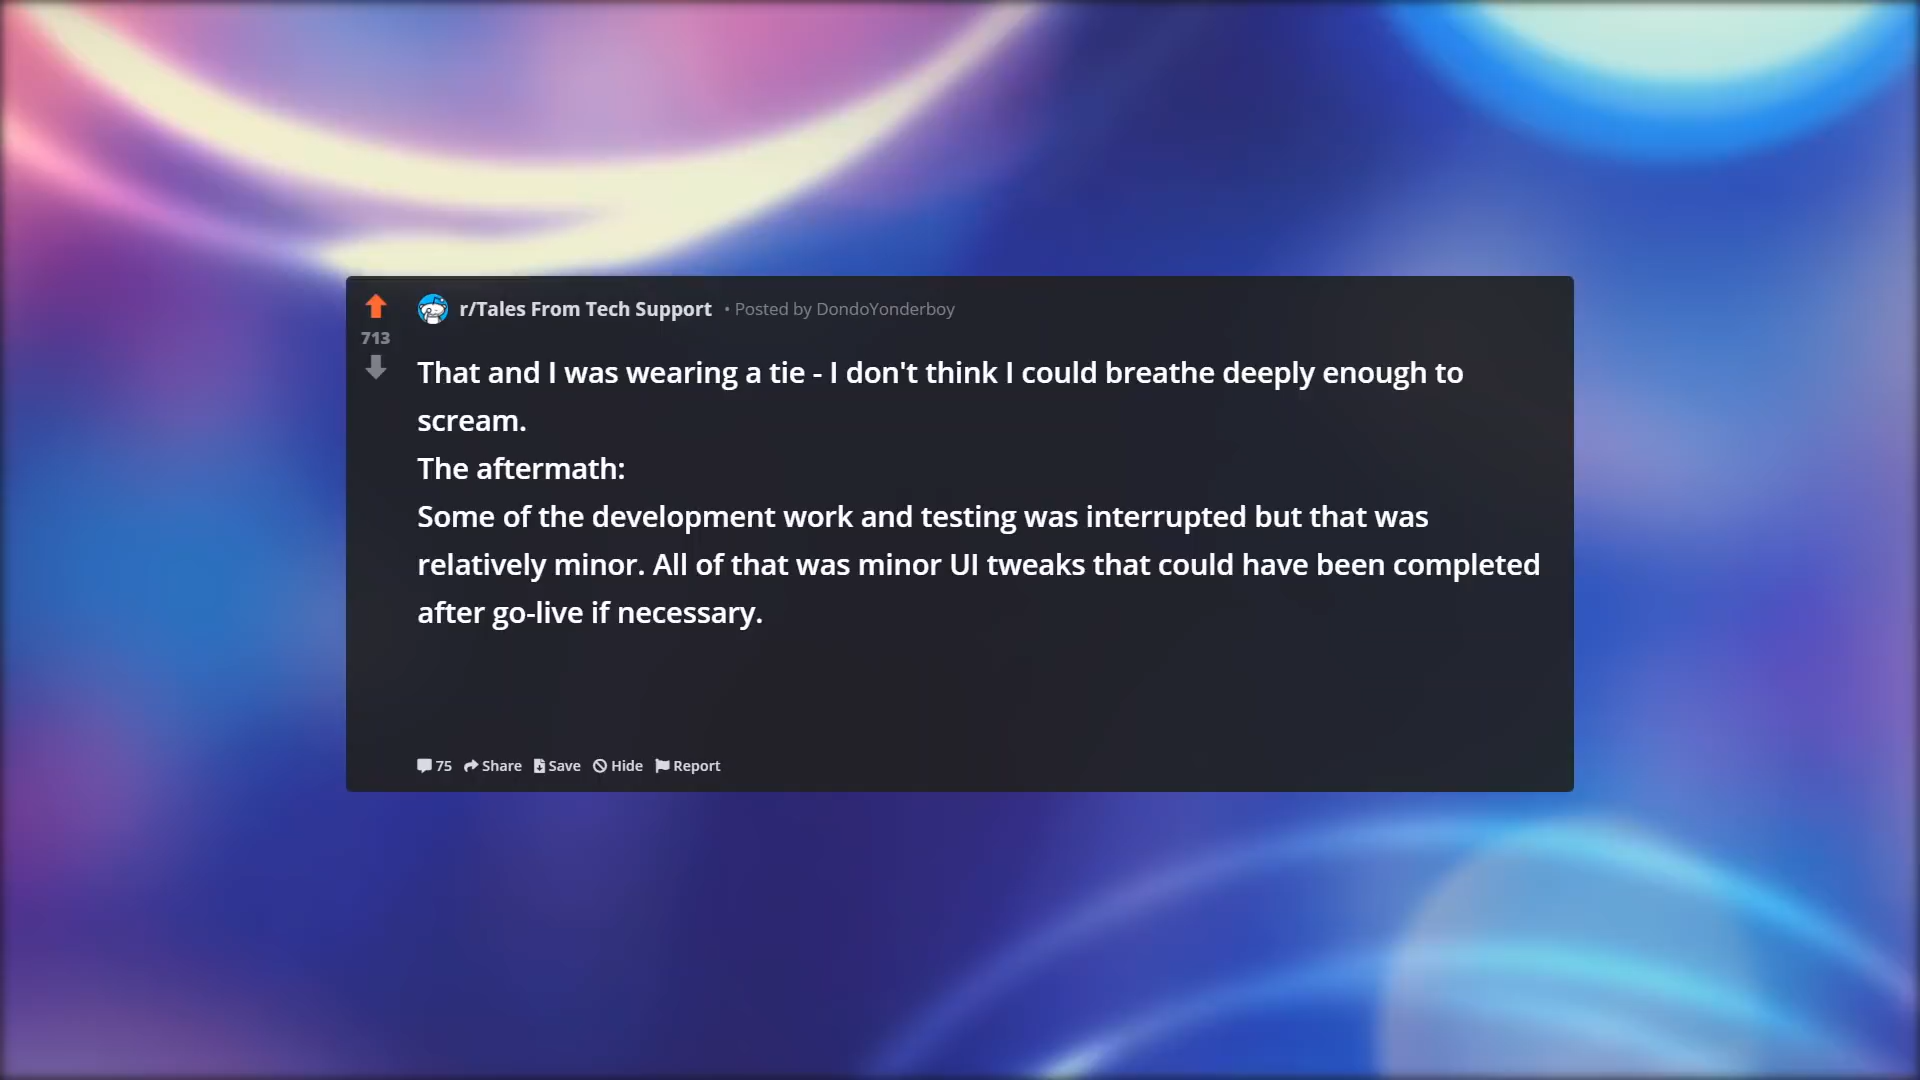 r/Tales From Tech Support • Posted by DondoYonderboy
713
That and I was wearing a tie - I don't think I could breathe deeply enough to
scream.
The aftermath:
Some of the development work and testing was interrupted but that was
relatively minor. All of that was minor UI tweaks that could have been completed
after go-live if necessary.
75 Share Save Hide Report